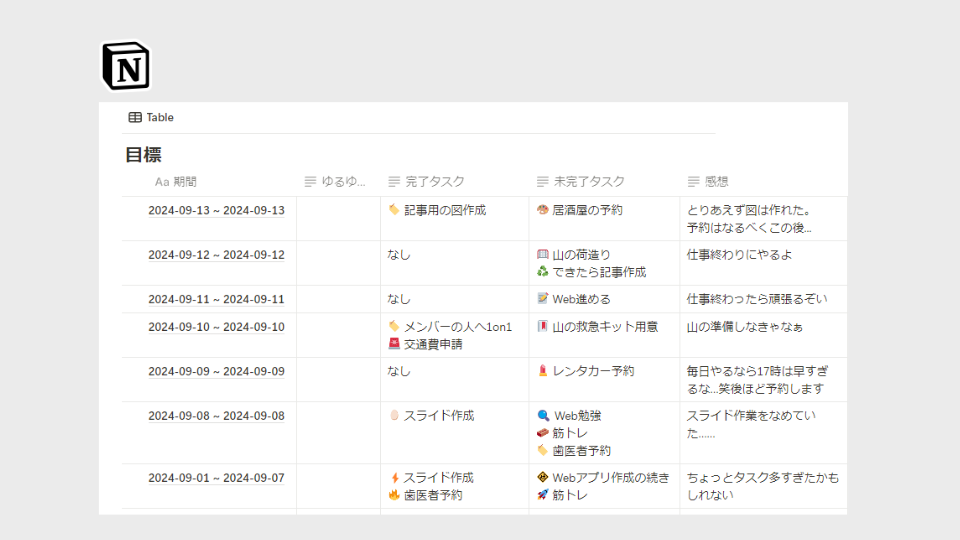 N
Table
目標
Aa 期間 ゆるゆ... 完了タスク 未完了タスク 感想
2024-09-13 ~ 2024-09-13 記事用の図作成 居酒屋の予約 とりあえず図は作れた。
予約はなるべくこの後...
2024-09-12 ~ 2024-09-12 なし 山の荷造り 仕事終わりにやるよ
できたら記事作成
2024-09-11 ~ 2024-09-11 なし Web進める 仕事終わったら頑張るぞい
2024-09-10 ~ 2024-09-10 メンバーの人へ1on1 山の救急キット用意 山の準備しなきゃなぁ
交通費申請
2024-09-09 ~ 2024-09-09 なし レンタカー予約 毎日やるなら17時は早すぎ
るな...笑後ほど予約します
2024-09-08 ~ 2024-09-08 スライド作成 Web勉強 スライド作業をなめてい
筋トレ た......
歯医者予約
2024-09-01 ~ 2024-09-07 スライド作成 Webアプリ作成の続き ちょっとタスク多すぎたかも
歯医者予約 筋トレ しれない